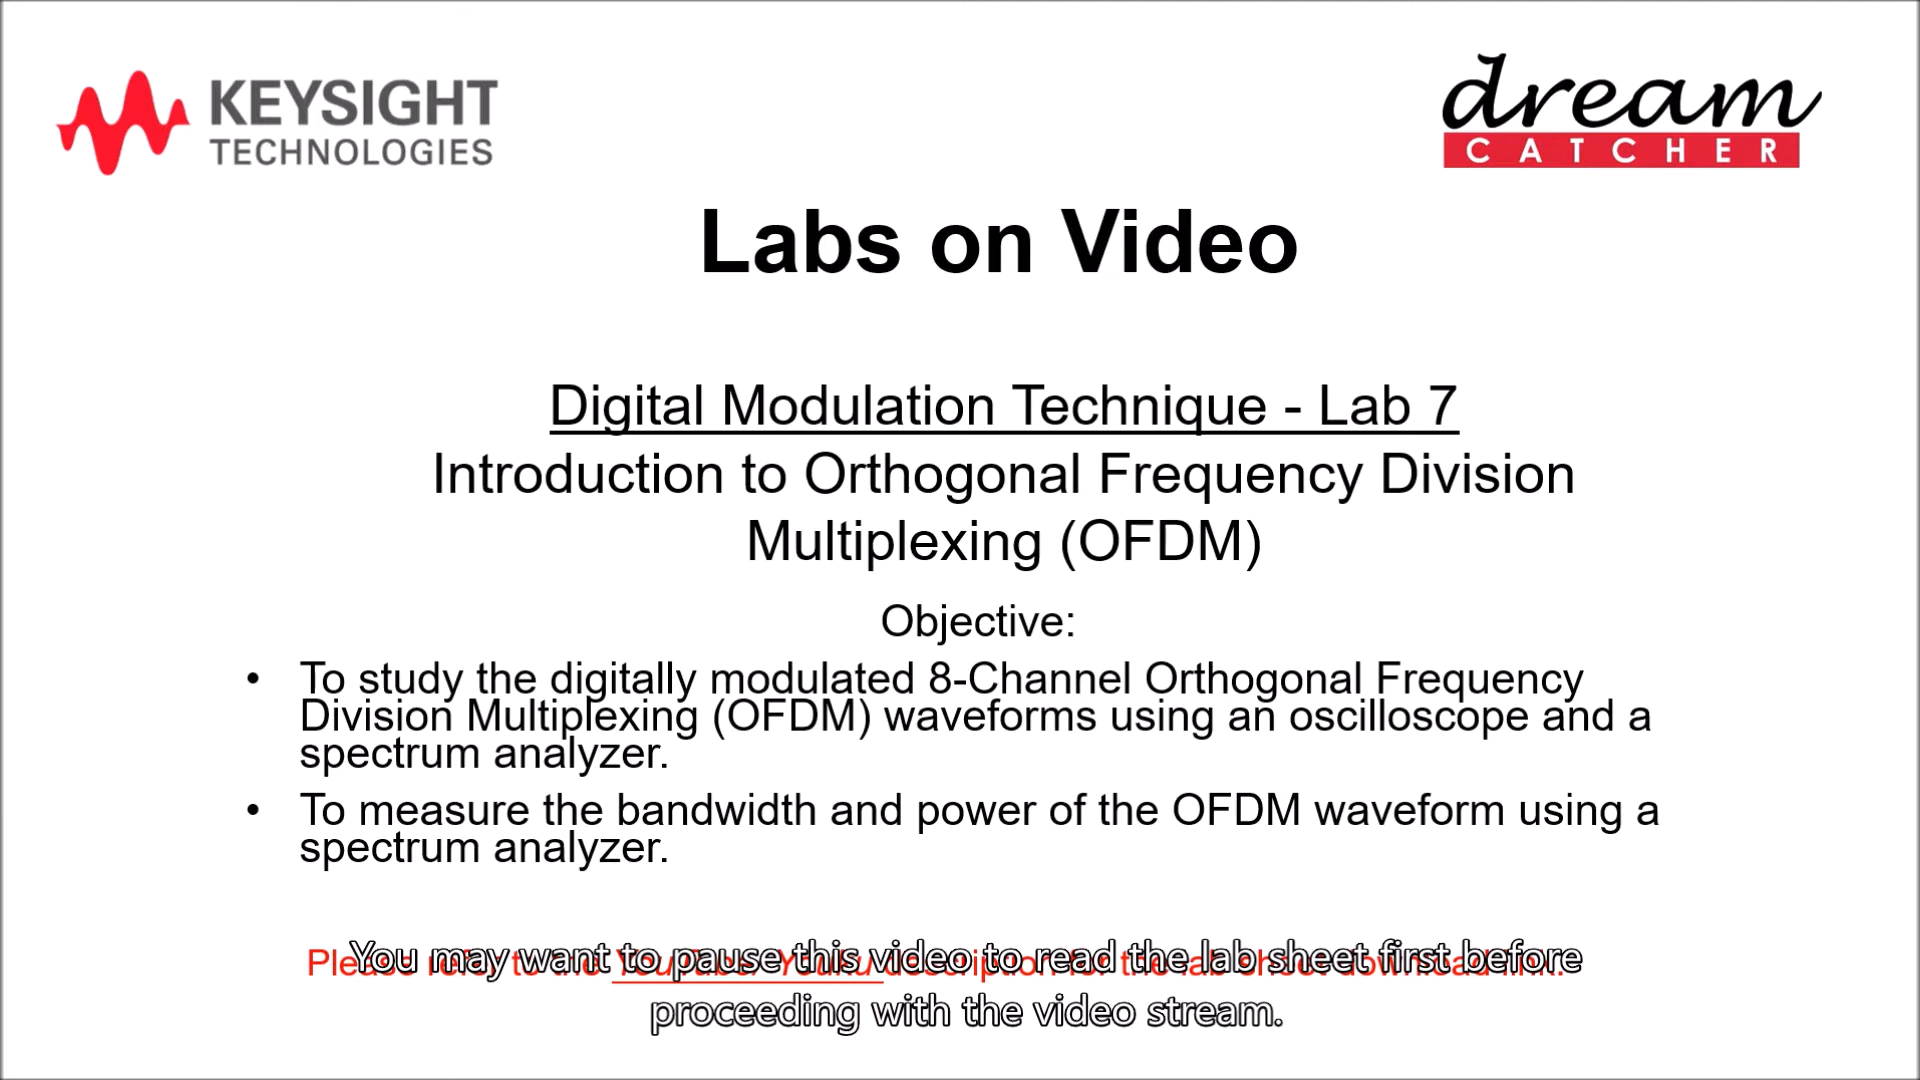 KEYSIGHT
TECHNOLOGIES
dream
CATCHER
Labs on Video
Digital Modulation Technique - Lab 7
Introduction to Orthogonal Frequency Division
Multiplexing (OFDM)
Objective:
• To study the digitally modulated 8-Channel Orthogonal Frequency
Division Multiplexing (OFDM) waveforms using an oscilloscope and a
spectrum analyzer.
• To measure the bandwidth and power of the OFDM waveform using a
spectrum analyzer.
You may want to pause this video to read the lab sheet first before
proceeding with the video stream.